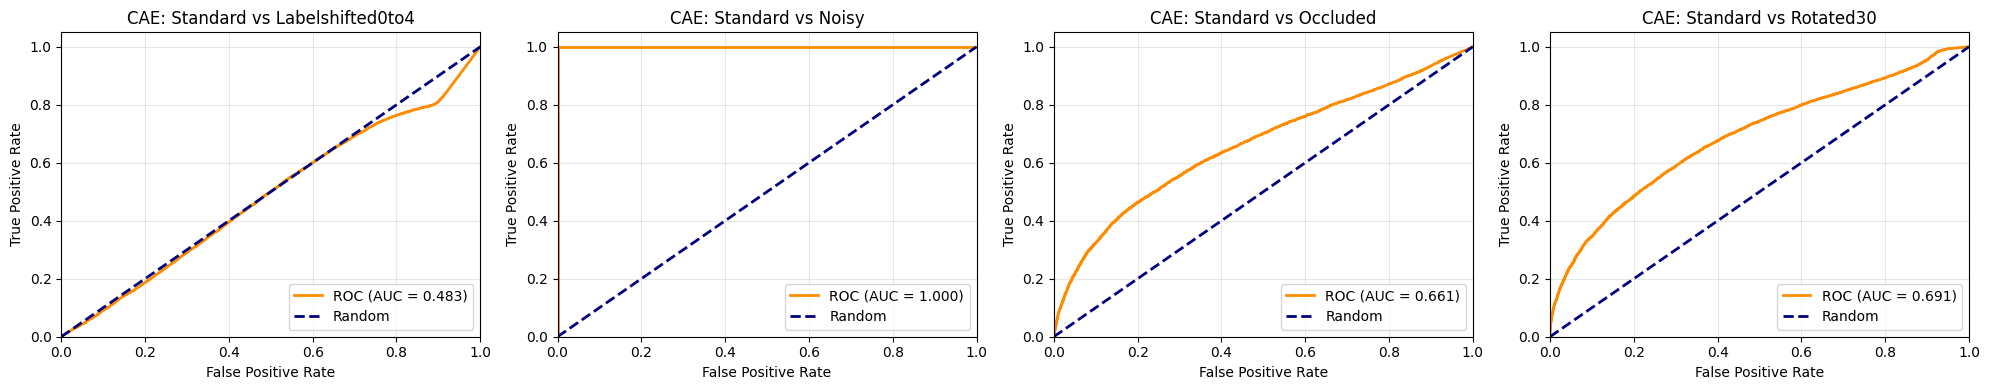 CAE: Standard vs Labelshifted0to4
1.0
0.8
0.6
0.4
0.2
0.0
True Positive Rate
ROC (AUC = 0.483)
Random
0.0 0.2 0.4 0.6 0.8 1.0
False Positive Rate
CAE: Standard vs Noisy
1.0
0.8
0.6
0.4
0.2
0.0
True Positive Rate
ROC (AUC = 1.000)
Random
0.0 0.2 0.4 0.6 0.8 1.0
False Positive Rate
CAE: Standard vs Occluded
1.0
0.8
0.6
0.4
0.2
0.0
True Positive Rate
ROC (AUC = 0.661)
Random
0.0 0.2 0.4 0.6 0.8 1.0
False Positive Rate
CAE: Standard vs Rotated30
1.0
0.8
0.6
0.4
0.2
0.0
True Positive Rate
ROC (AUC = 0.691)
Random
0.0 0.2 0.4 0.6 0.8 1.0
False Positive Rate